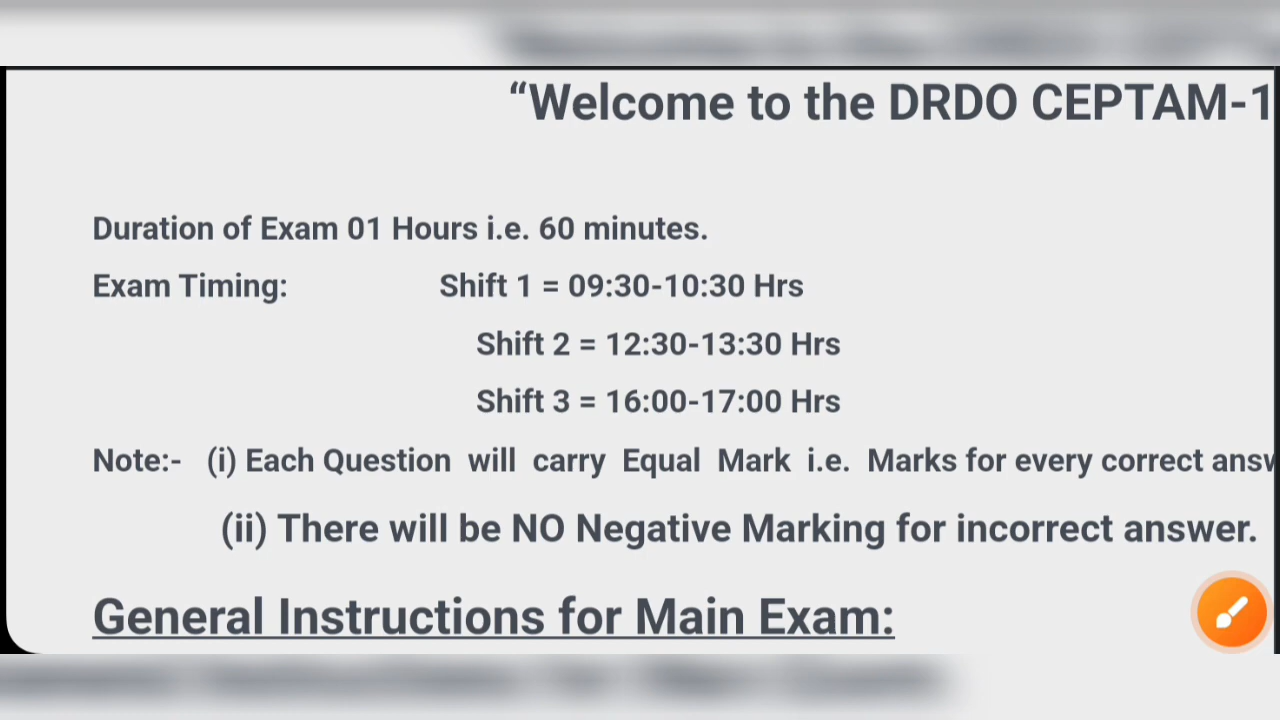 “Welcome to the DRDO CEPTAM-1
Duration of Exam 01 Hours i.e. 60 minutes.
Exam Timing: Shift 1 = 09:30-10:30 Hrs
Shift 2 = 12:30-13:30 Hrs
Shift 3 = 16:00-17:00 Hrs
Note:- (i) Each Question will carry Equal Mark i.e. Marks for every correct
(ii) There will be NO Negative Marking for incorrect answer.
General Instructions for Main Exam: